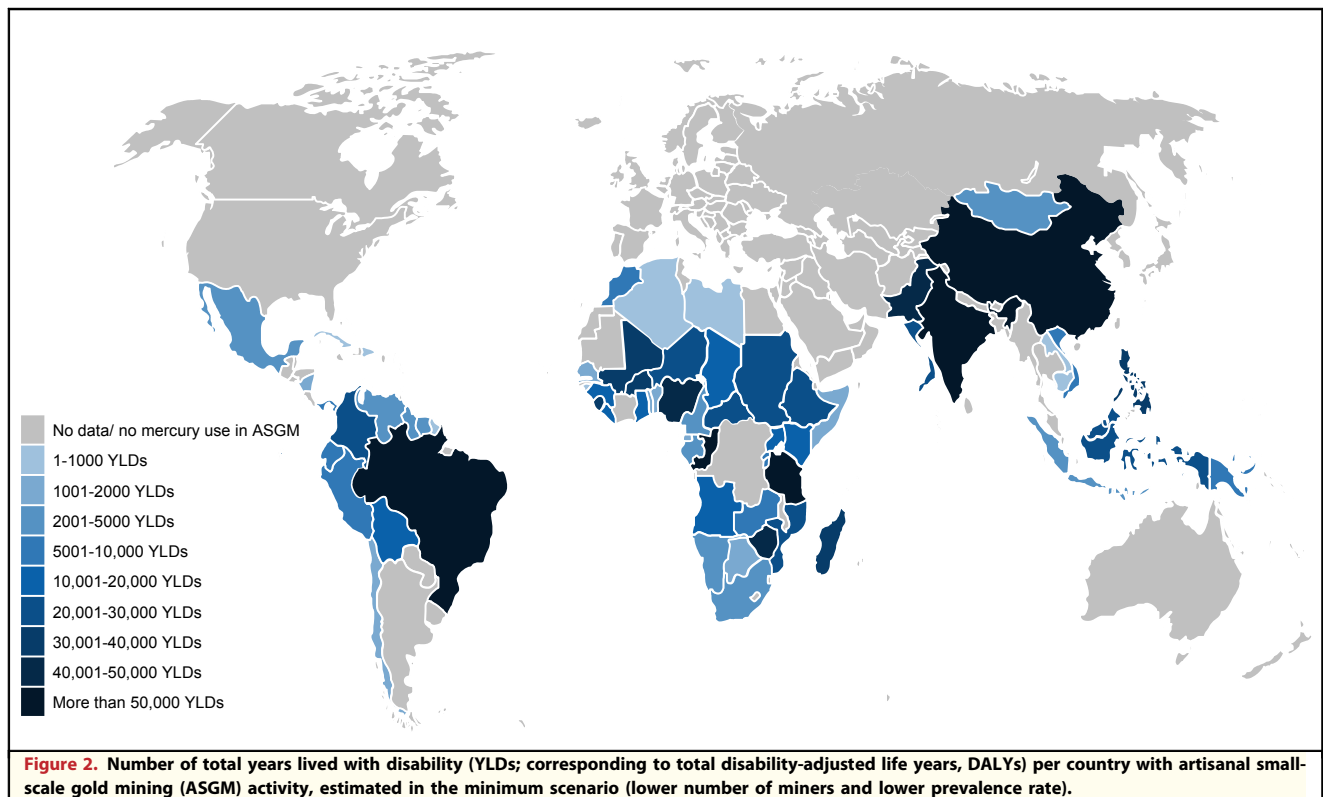 No data/ no mercury use in ASGM
1-1000 YLDs
1001-2000 YLDs
2001-5000 YLDs
5001-10,000 YLDs
10,001-20,000 YLDs
20,001-30,000 YLDs
30,001-40,000 YLDs
40,001-50,000 YLDs
More than 50,000 YLDs
Figure 2. Number of total years lived with disability (YLDs; corresponding to total disability-adjusted life years, DALYs) per country with artisanal small-
scale gold mining (ASGM) activity, estimated in the minimum scenario (lower number of miners and lower prevalence rate).